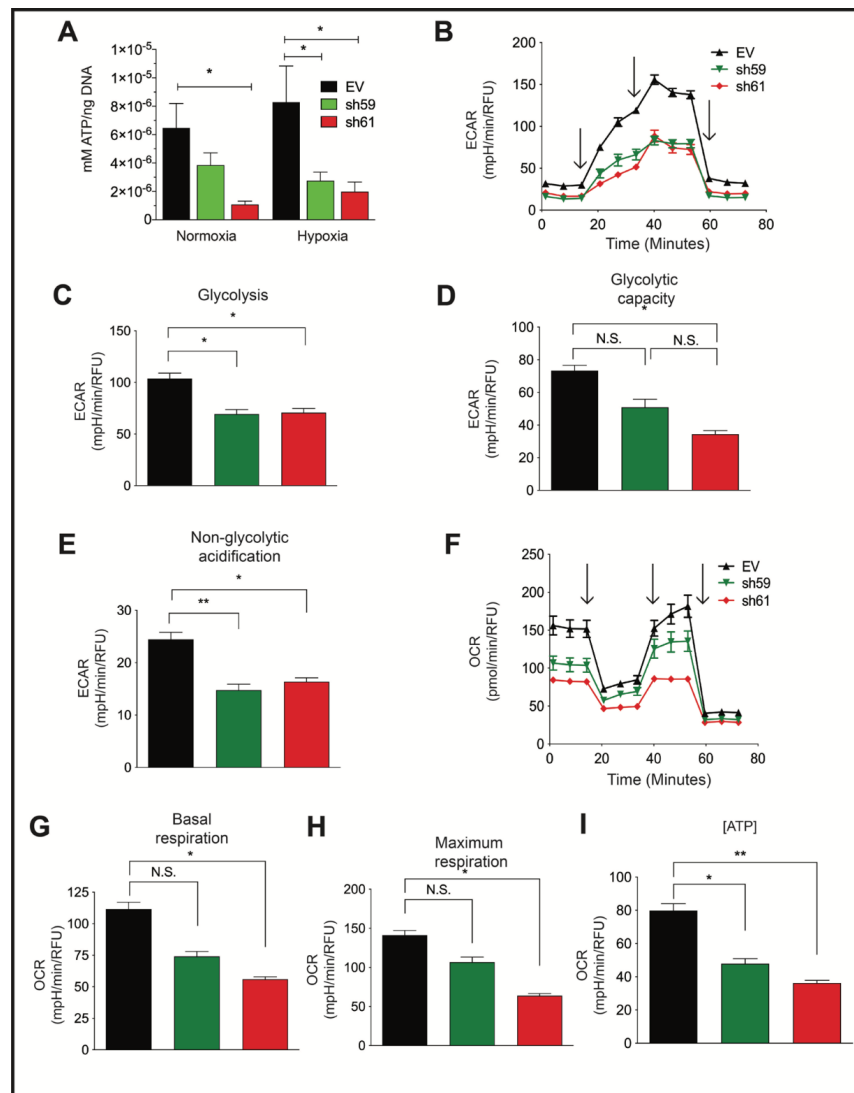 A
mM ATP/ng DNA
1×10⁻⁵
8×10⁻⁶
6×10⁻⁶
4×10⁻⁶
2×10⁻⁶
0
*
*
*
EV
sh59
sh61
Normoxia
Hypoxia
B
ECAR
(mpH/min/RFU)
200
150
100
50
0
EV
sh59
sh61
0
20
40
60
80
Time (Minutes)
C
Glycolysis
ECAR
(mpH/min/RFU)
150
100
50
0
*
*
D
Glycolytic
capacity
ECAR
(mpH/min/RFU)
80
60
40
20
0
*
N.S.
N.S.
E
Non-glycolytic
acidification
ECAR
(mpH/min/RFU)
30
20
10
0
*
**
F
OCR
(pmol/min/RFU)
250
200
150
100
50
0
EV
sh59
sh61
0
20
40
60
80
Time (Minutes)
G
Basal
respiration
OCR
(mpH/min/RFU)
125
100
75
50
25
0
*
N.S.
H
Maximum
respiration
OCR
(mpH/min/RFU)
200
150
100
50
0
*
N.S.
I
[ATP]
OCR
(mpH/min/RFU)
100
80
60
40
20
0
**
*